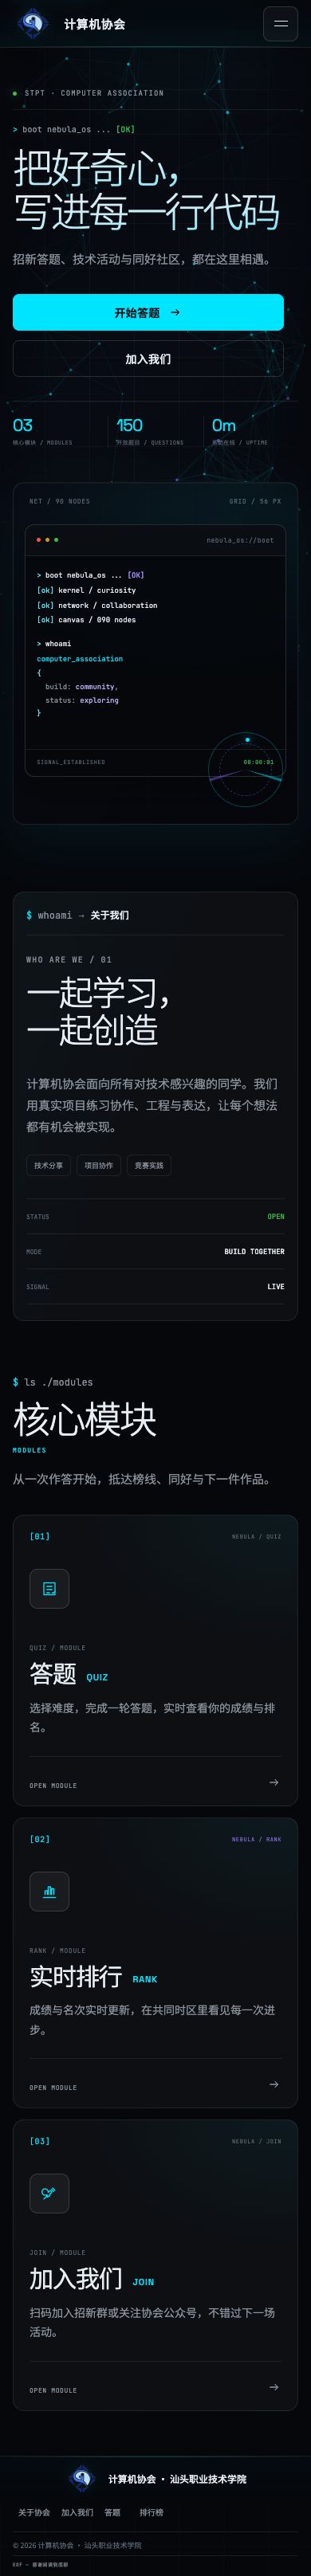 计算机协会
STPT · COMPUTER ASSOCIATION
> boot nebula_os ... [OK]
把好奇心，
写进每一行代码
招新答题、技术活动与同好社区，都在这里相遇。
开始答题 →
加入我们
03
核心模块 / MODULES
150
开放题目 / QUESTIONS
0m
/ UPTIME
NET / 90 NODES
GRID / 56 PX
nebula_os://boot
> boot nebula_os ... [OK]
[ok] kernel / curiosity
[ok] network / collaboration
[ok] canvas / 090 nodes
> whoami
computer_association
{
build: community,
status: exploring
}
SIGNAL_ESTABLISHED
00:00:01
$ whoami → 关于我们
WHO ARE WE / 01
一起学习，
一起创造
计算机协会面向所有对技术感兴趣的同学。我们
用真实项目练习协作、工程与表达，让每个想法
都有机会被实现。
技术分享
项目协作
竞赛实践
STATUS
OPEN
MODE
BUILD TOGETHER
SIGNAL
LIVE
$ ls ./modules
核心模块
MODULES
从一次作答开始，抵达榜线、同好与下一件作品。
[01]
NEBULA / QUIZ
QUIZ / MODULE
答题 QUIZ
选择难度，完成一轮答题，实时查看你的成绩与排
名。
OPEN MODULE →
[02]
NEBULA / RANK
RANK / MODULE
实时排行 RANK
成绩与名次实时更新，在共同时区里看见每一次进
步。
OPEN MODULE →
[03]
NEBULA / JOIN
JOIN / MODULE
加入我们 JOIN
扫码加入招新群或关注协会公众号，不错过下一场
活动。
OPEN MODULE →
计算机协会 · 汕头职业技术学院
关于协会 加入我们 答题 排行榜
© 2026 计算机协会 · 汕头职业技术学院